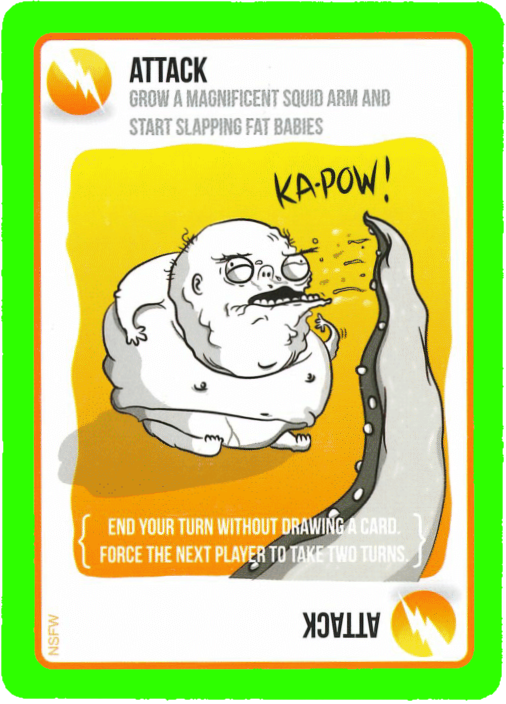 ATTACK
GROW A MAGNIFICENT SQUID ARM AND
START SLAPPING FAT BABIES
KA-POW!
END YOUR TURN WITHOUT DRAWING A CARD.
FORCE THE NEXT PLAYER TO TAKE TWO TURNS.
ATTACK
NSFW